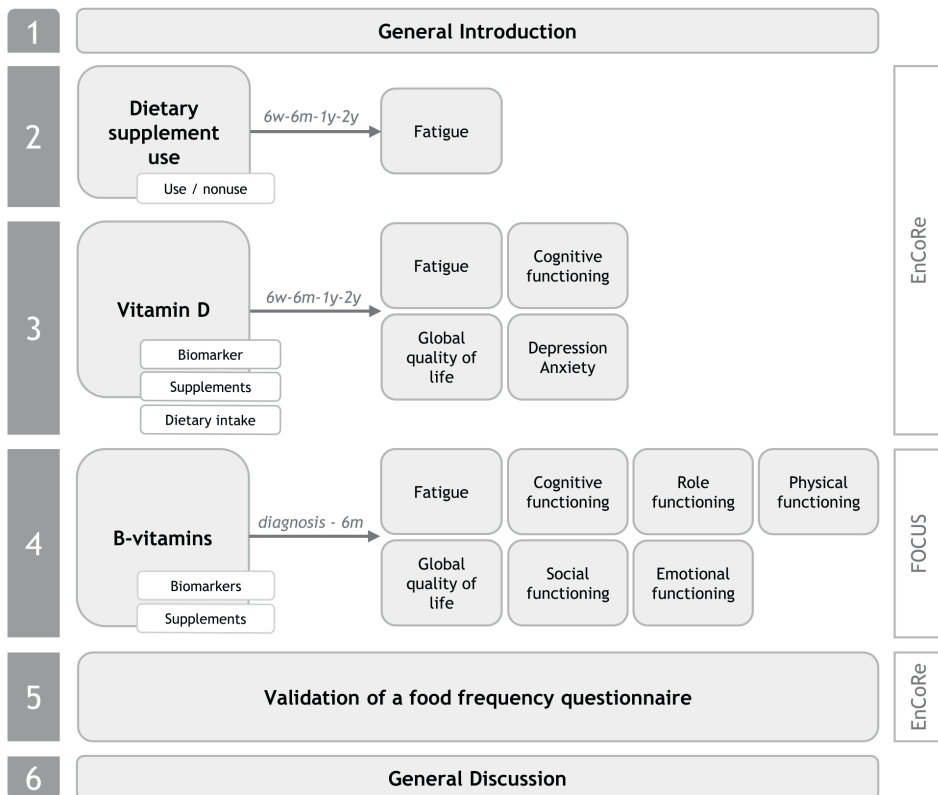 1
General Introduction
2
Dietary
supplement
use
Use / nonuse
6w-6m-1y-2y
Fatigue
EnCoRe
3
Vitamin D
Biomarker
Supplements
Dietary intake
6w-6m-1y-2y
Fatigue
Cognitive
functioning
Global
quality of
life
Depression
Anxiety
4
B-vitamins
Biomarkers
Supplements
diagnosis - 6m
Fatigue
Cognitive
functioning
Role
functioning
Physical
functioning
Global
quality of
life
Social
functioning
Emotional
functioning
FOCUS
5
Validation of a food frequency questionnaire
EnCoRe
6
General Discussion